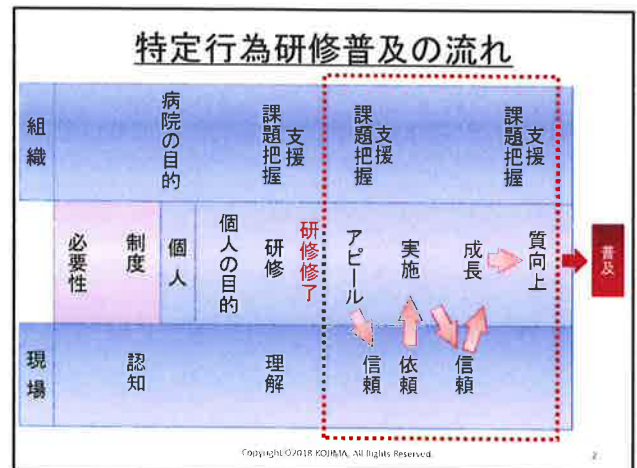 特定行為研修普及の流れ
組織
病院の目的
課題把握
支援
課題把握
支援
課題把握
支援
必要性
制度
個人
個人の目的
研修
研修修了
アピール
実施
成長
質向上
普及
現場
認知
理解
信頼
依頼
信頼
Copyright©2018 KOJIMA, All Rights Reserved.
2